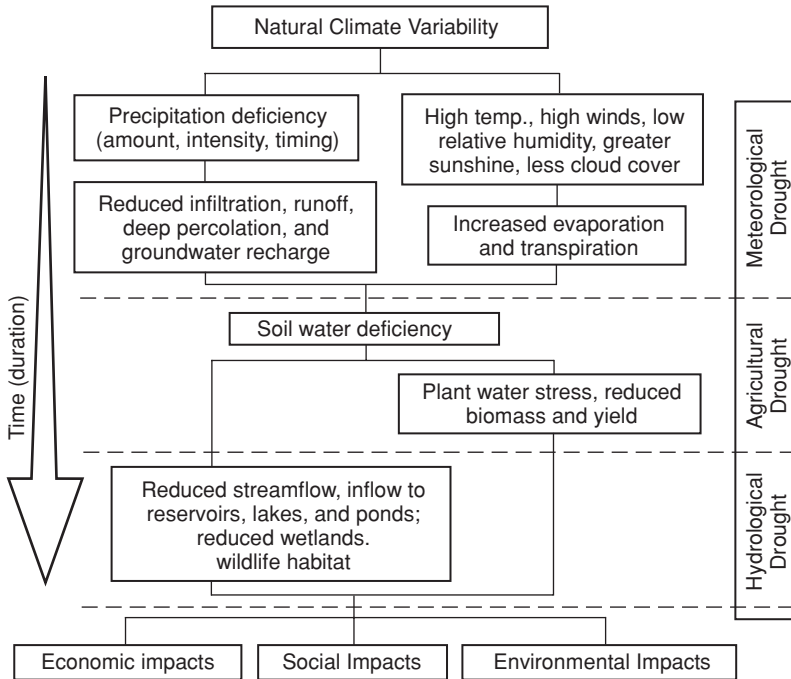 Natural Climate Variability
Precipitation deficiency
(amount, intensity, timing)
High temp., high winds, low
relative humidity, greater
sunshine, less cloud cover
Reduced infiltration, runoff,
deep percolation, and
groundwater recharge
Increased evaporation
and transpiration
Meteorological
Drought
Time (duration)
Soil water deficiency
Plant water stress, reduced
biomass and yield
Agricultural
Drought
Reduced streamflow, inflow to
reservoirs, lakes, and ponds;
reduced wetlands.
wildlife habitat
Hydrological
Drought
Economic impacts
Social Impacts
Environmental Impacts